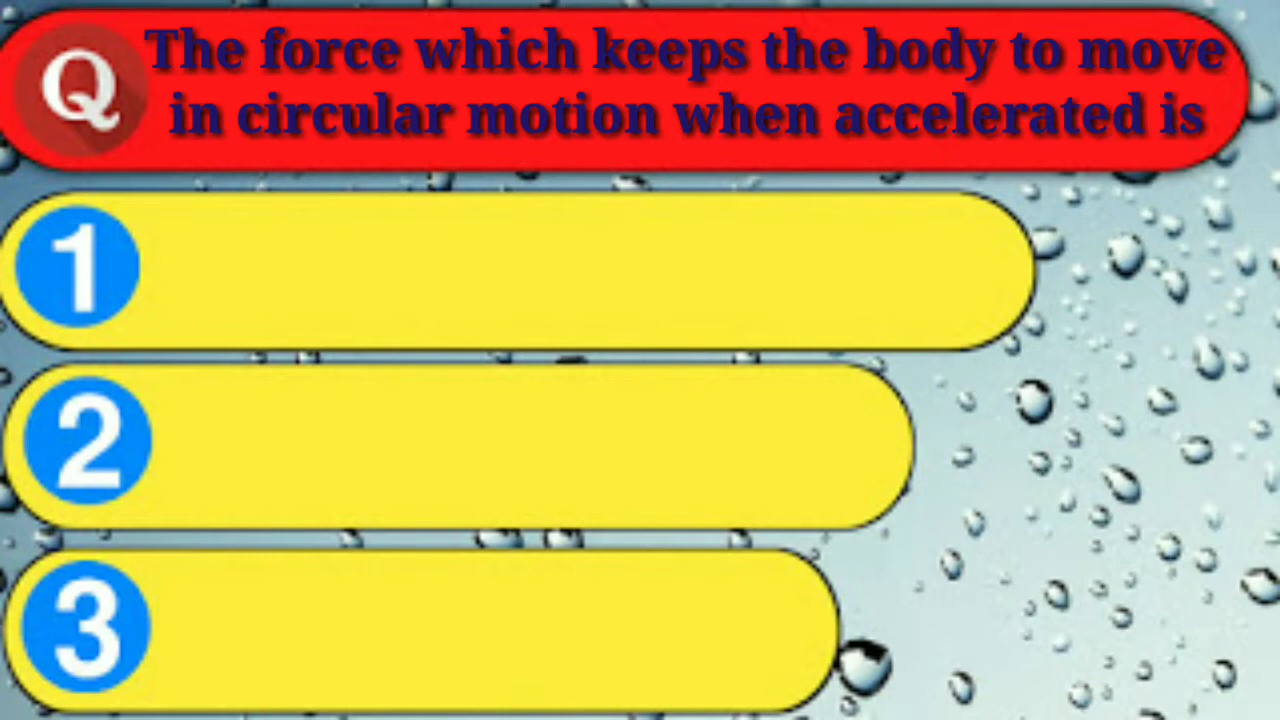 Q
The force which keeps the body to move
in circular motion when accelerated is
1
2
3